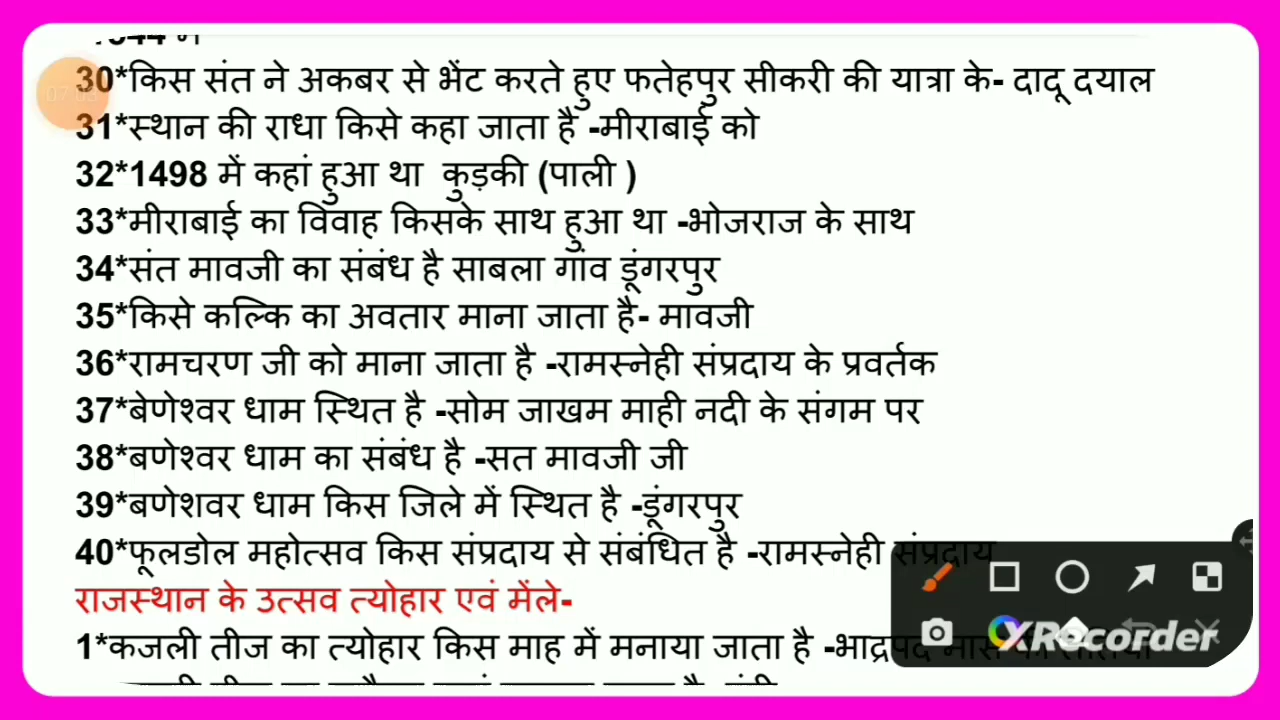 1544 में
30*किस संत ने अकबर से भेंट करते हुए फतेहपुर सीकरी की यात्रा के- दादू दयाल
31*स्थान की राधा किसे कहा जाता है -मीराबाई को
32*1498 में कहां हुआ था कुड़की (पाली )
33*मीराबाई का विवाह किसके साथ हुआ था -भोजराज के साथ
34*संत मावजी का संबंध है साबला गांव डूंगरपुर
35*किसे कल्कि का अवतार माना जाता है- मावजी
36*रामचरण जी को माना जाता है -रामस्नेही संप्रदाय के प्रवर्तक
37*बेणेश्वर धाम स्थित है -सोम जाखम माही नदी के संगम पर
38*बणेश्वर धाम का संबंध है -सत मावजी जी
39*बणेशवर धाम किस जिले में स्थित है -डूंगरपुर
40*फूलडोल महोत्सव किस संप्रदाय से संबंधित है -रामस्नेही संप्रदाय
राजस्थान के उत्सव त्योहार एवं मेंले-
1*कजली तीज का त्योहार किस माह में मनाया जाता है -भाद्रपद मास
XRecorder